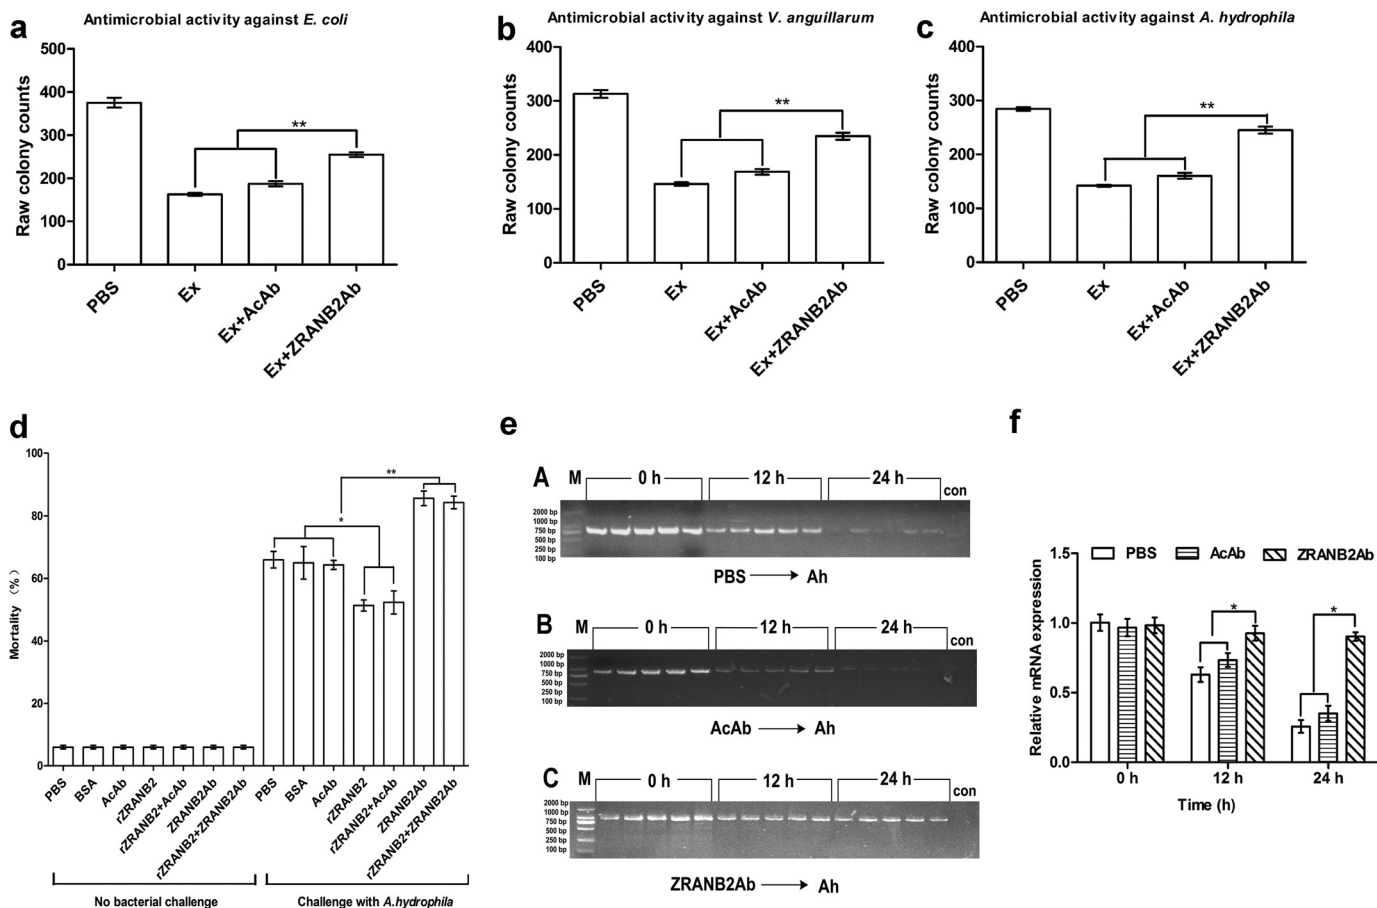 a
Antimicrobial activity against E. coli
Raw colony counts
500
400
300
200
100
0
PBS
Ex
Ex+AcAb
Ex+ZRANB2Ab
**
b
Antimicrobial activity against V. anguillarum
Raw colony counts
400
300
200
100
0
PBS
Ex
Ex+AcAb
Ex+ZRANB2Ab
**
c
Antimicrobial activity against A. hydrophila
Raw colony counts
400
300
200
100
0
PBS
Ex
Ex+AcAb
Ex+ZRANB2Ab
**
d
Mortality (%)
100
80
60
40
20
0
*
**
PBS
BSA
AcAb
rZRANB2
rZRANB2+AcAb
ZRANB2Ab
rZRANB2+ZRANB2Ab
PBS
BSA
AcAb
rZRANB2
rZRANB2+AcAb
ZRANB2Ab
rZRANB2+ZRANB2Ab
No bacterial challenge
Challenge with A.hydrophila
e
A
M
0 h
12 h
24 h
con
2000 bp
1000 bp
750 bp
500 bp
250 bp
100 bp
PBS ⟶ Ah
B
M
0 h
12 h
24 h
con
2000 bp
1000 bp
750 bp
500 bp
250 bp
100 bp
AcAb ⟶ Ah
C
M
0 h
12 h
24 h
con
2000 bp
1000 bp
750 bp
500 bp
250 bp
100 bp
ZRANB2Ab ⟶ Ah
f
PBS
AcAb
ZRANB2Ab
Relative mRNA expression
1.5
1.0
0.5
0.0
*
*
0 h
12 h
24 h
Time (h)